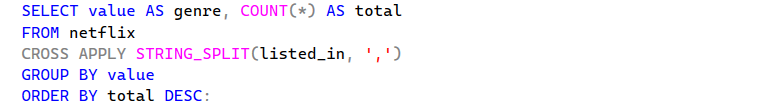 SELECT value AS genre, COUNT(*) AS total
FROM netflix
CROSS APPLY STRING_SPLIT(listed_in, ',')
GROUP BY value
ORDER BY total DESC: